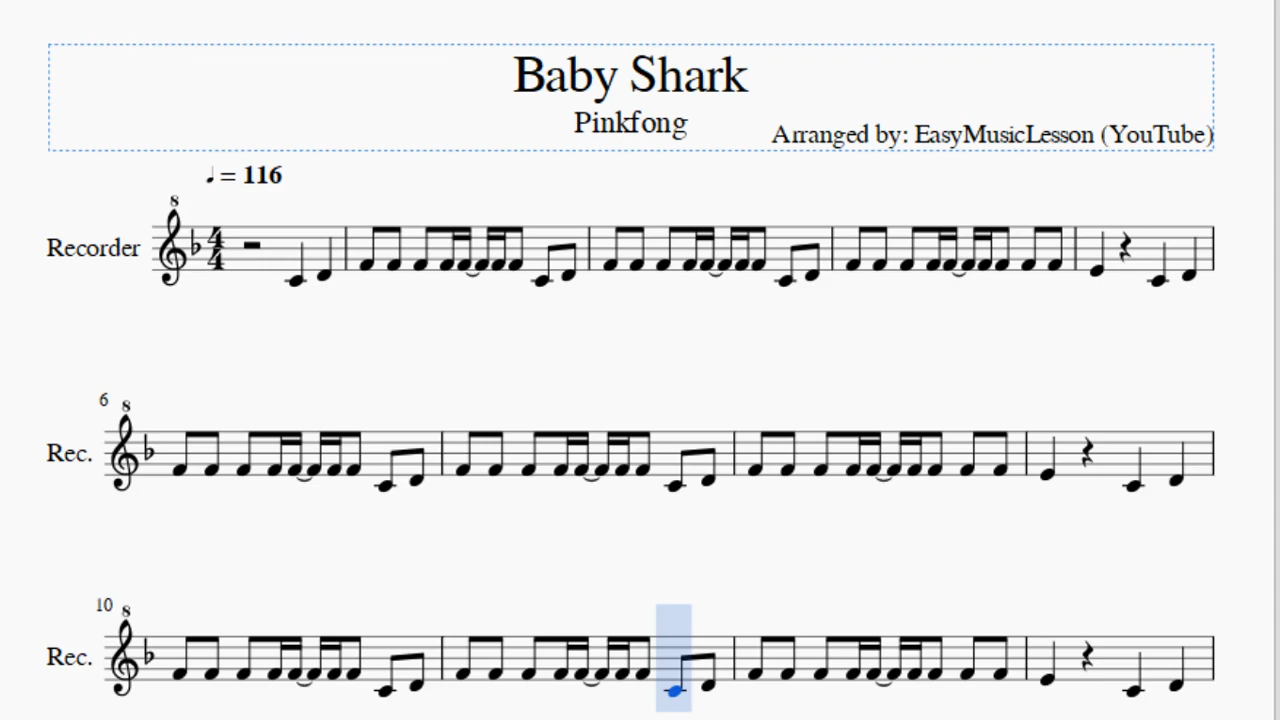 Baby Shark
Pinkfong
Arranged by: EasyMusicLesson (YouTube)
♩ = 116
8
Recorder
4
4
6
8
Rec.
10
8
Rec.